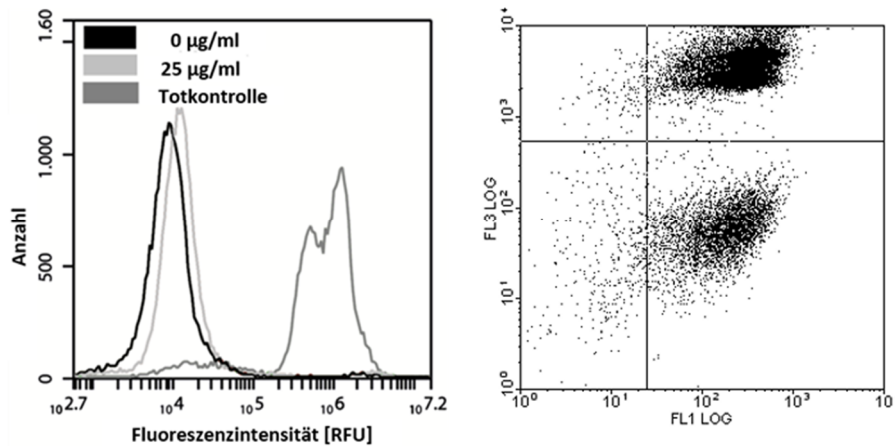 1.60
0 µg/ml
25 µg/ml
Totkontrolle
1.000
500
0
Anzahl
10^2.7
10^4
10^5
10^6
10^7.2
Fluoreszenzintensität [RFU]
10^4
10^3
10^2
10^1
10^0
FL3 LOG
10^0
10^1
10^2
10^3
10
FL1 LOG